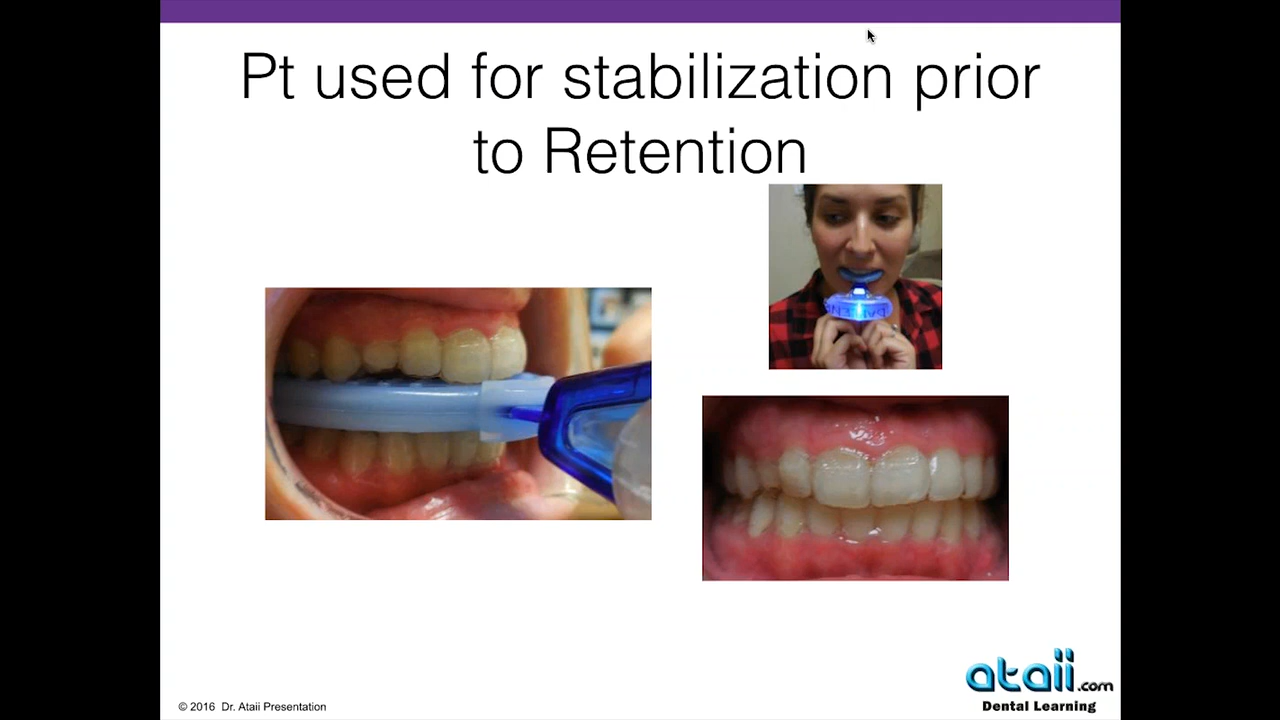 Pt used for stabilization prior
to Retention
© 2016 Dr. Ataii Presentation
ataii.com
Dental Learning